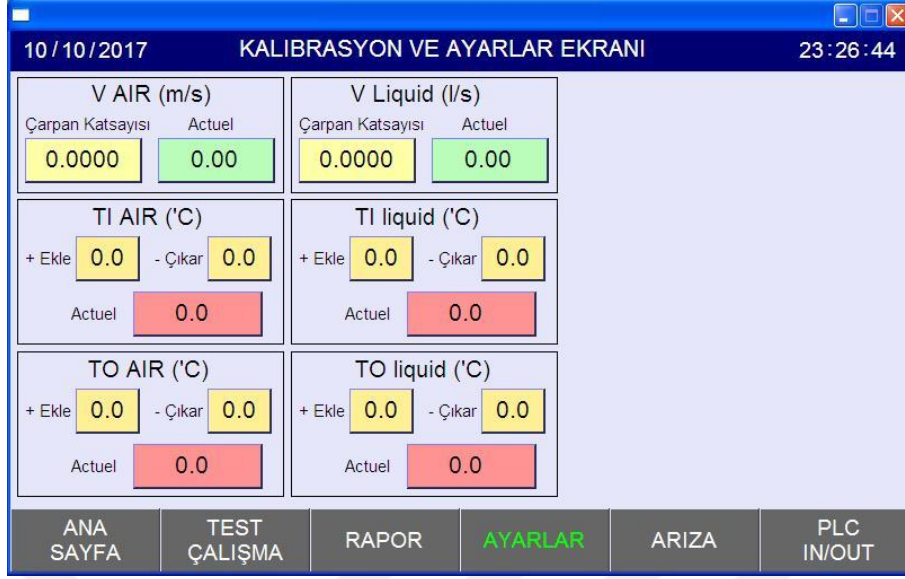 10/10/2017 KALIBRASYON VE AYARLAR EKRANI 23:26:44
V AIR (m/s)
Çarpan Katsayısı Actuel
0.0000 0.00
V Liquid (l/s)
Çarpan Katsayısı Actuel
0.0000 0.00
TI AIR ('C)
+ Ekle 0.0 - Çıkar 0.0
Actuel 0.0
TI liquid ('C)
+ Ekle 0.0 - Çıkar 0.0
Actuel 0.0
TO AIR ('C)
+ Ekle 0.0 - Çıkar 0.0
Actuel 0.0
TO liquid ('C)
+ Ekle 0.0 - Çıkar 0.0
Actuel 0.0
ANA
SAYFA
TEST
ÇALIŞMA
RAPOR
AYARLAR
ARIZA
PLC
IN/OUT